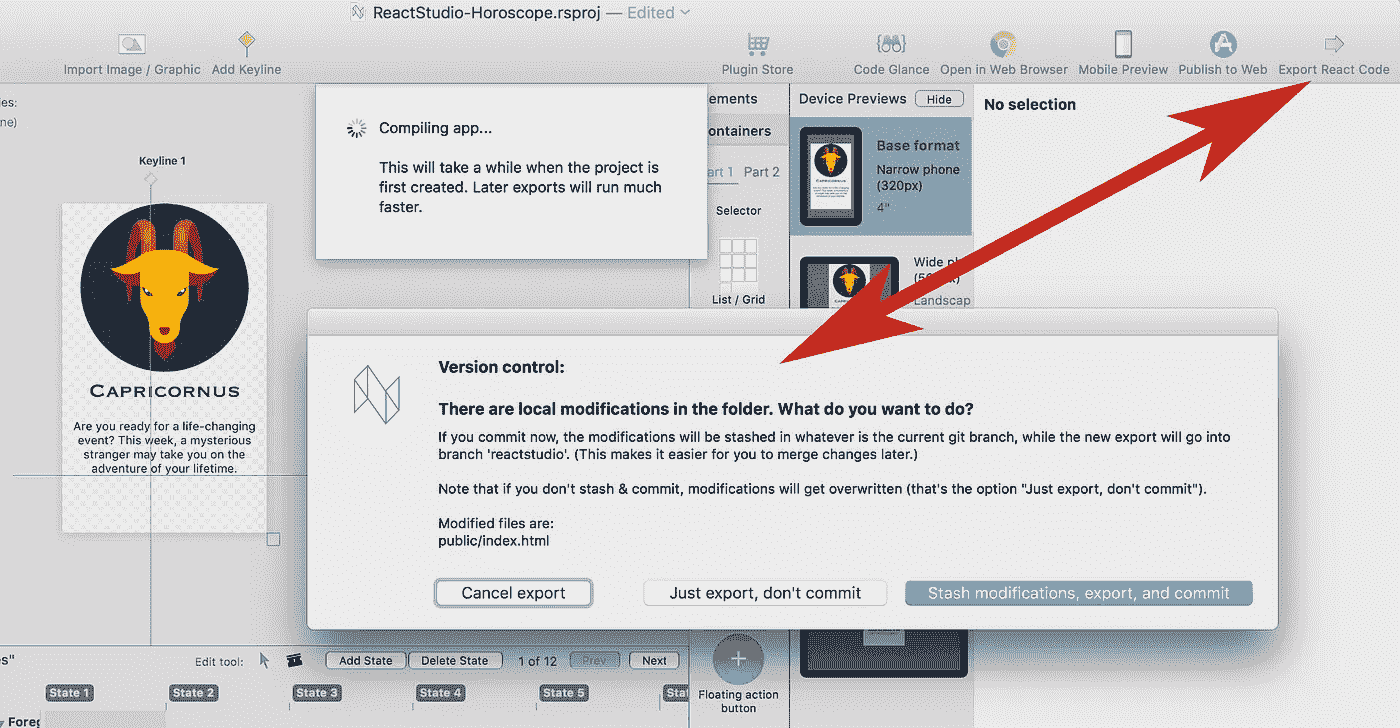 ReactStudio-Horoscope.rsproj — Edited
Import Image / Graphic
Add Keyline
Plugin Store
Code Glance
Open in Web Browser
Mobile Preview
Publish to Web
Export React Code
es:
ne)
Keyline 1
CAPRICORNUS
Are you ready for a life-changing
event? This week, a mysterious
stranger may take you on the
adventure of your lifetime.
Compiling app...
This will take a while when the project is
first created. Later exports will run much
faster.
ements
ontainers
art 1 Part 2
Selector
List / Grid
Device Previews Hide
Base format
Narrow phone
(320px)
4"
Wide ph
Landscap
No selection
Version control:
There are local modifications in the folder. What do you want to do?
If you commit now, the modifications will be stashed in whatever is the current git branch, while the new export will go into
branch 'reactstudio'. (This makes it easier for you to merge changes later.)
Note that if you don't stash & commit, modifications will get overwritten (that's the option "Just export, don't commit").
Modified files are:
public/index.html
Cancel export
Just export, don't commit
Stash modifications, export, and commit
es"
Edit tool:
Add State
Delete State
1 of 12
Prev
Next
State 1
State 2
State 3
State 4
State 5
Stat
Foreg
Floating action
button